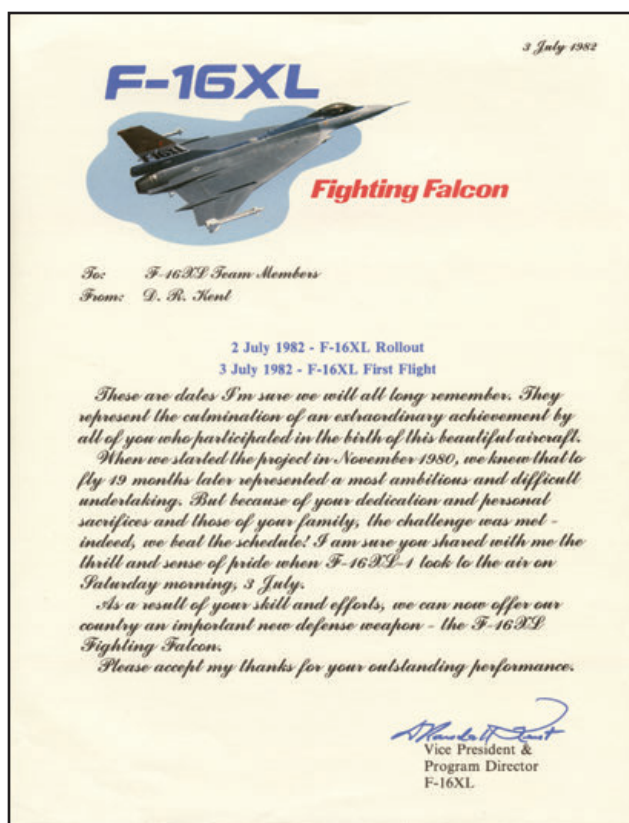 3 July 1982
F-16XL
Fighting Falcon
To: F-16XL Team Members
From: D. R. Kent
2 July 1982 - F-16XL Rollout
3 July 1982 - F-16XL First Flight
These are dates I'm sure we will all long remember. They
represent the culmination of an extraordinary achievement by
all of you who participated in the birth of this beautiful aircraft.
When we started the project in November 1980, we knew that to
fly 19 months later represented a most ambitious and difficult
undertaking. But because of your dedication and personal
sacrifices and those of your family, the challenge was met -
indeed, we beat the schedule! I am sure you shared with me the
thrill and sense of pride when F-16XL-1 took to the air on
Saturday morning, 3 July.
As a result of your skill and efforts, we can now offer our
country an important new defense weapon - the F-16XL
Fighting Falcon.
Please accept my thanks for your outstanding performance.
Vice President &
Program Director
F-16XL